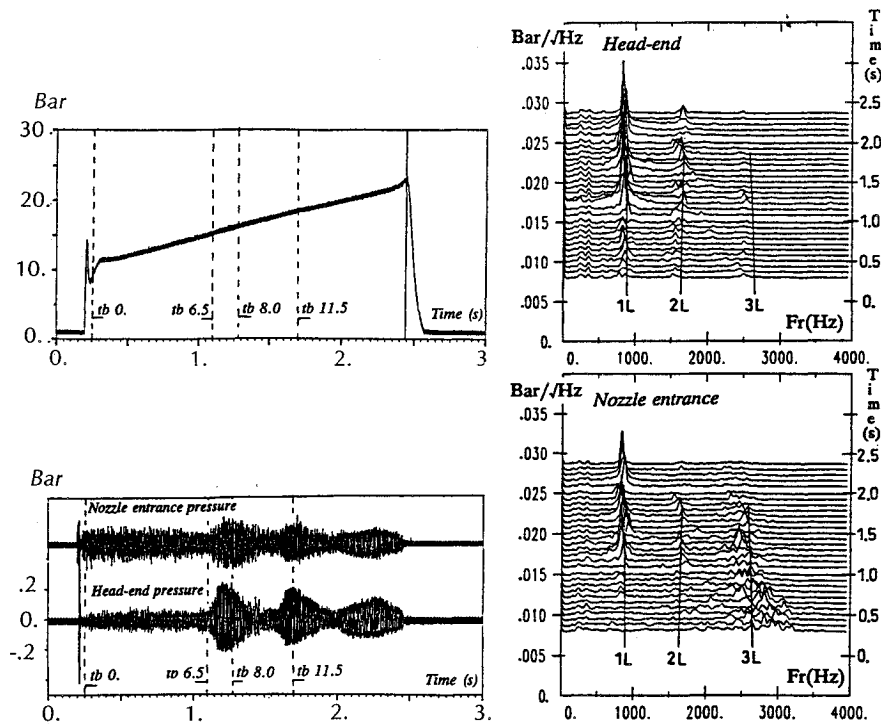 Bar
30.
20.
10.
0.
tb 0.
tb 6.5
tb 8.0
tb 11.5
Time (s)
0. 1. 2. 3
Bar/√Hz
Head-end
Time (s)
.035
.030
.025
.020
.015
.010
.005
0.
2.5
2.0
1.5
1.0
0.5
0.
1L 2L 3L
Fr(Hz)
0. 1000. 2000. 3000. 4000.
Bar
Nozzle entrance pressure
Head-end pressure
.2
0.
-.2
tb 0.
tb 6.5
tb 8.0
tb 11.5
Time (s)
0. 1. 2. 3.
Bar/√Hz
Nozzle entrance
Time (s)
.035
.030
.025
.020
.015
.010
.005
0.
2.5
2.0
1.5
1.0
0.5
0.
1L 2L 3L
Fr(Hz)
0. 1000. 2000. 3000. 4000.